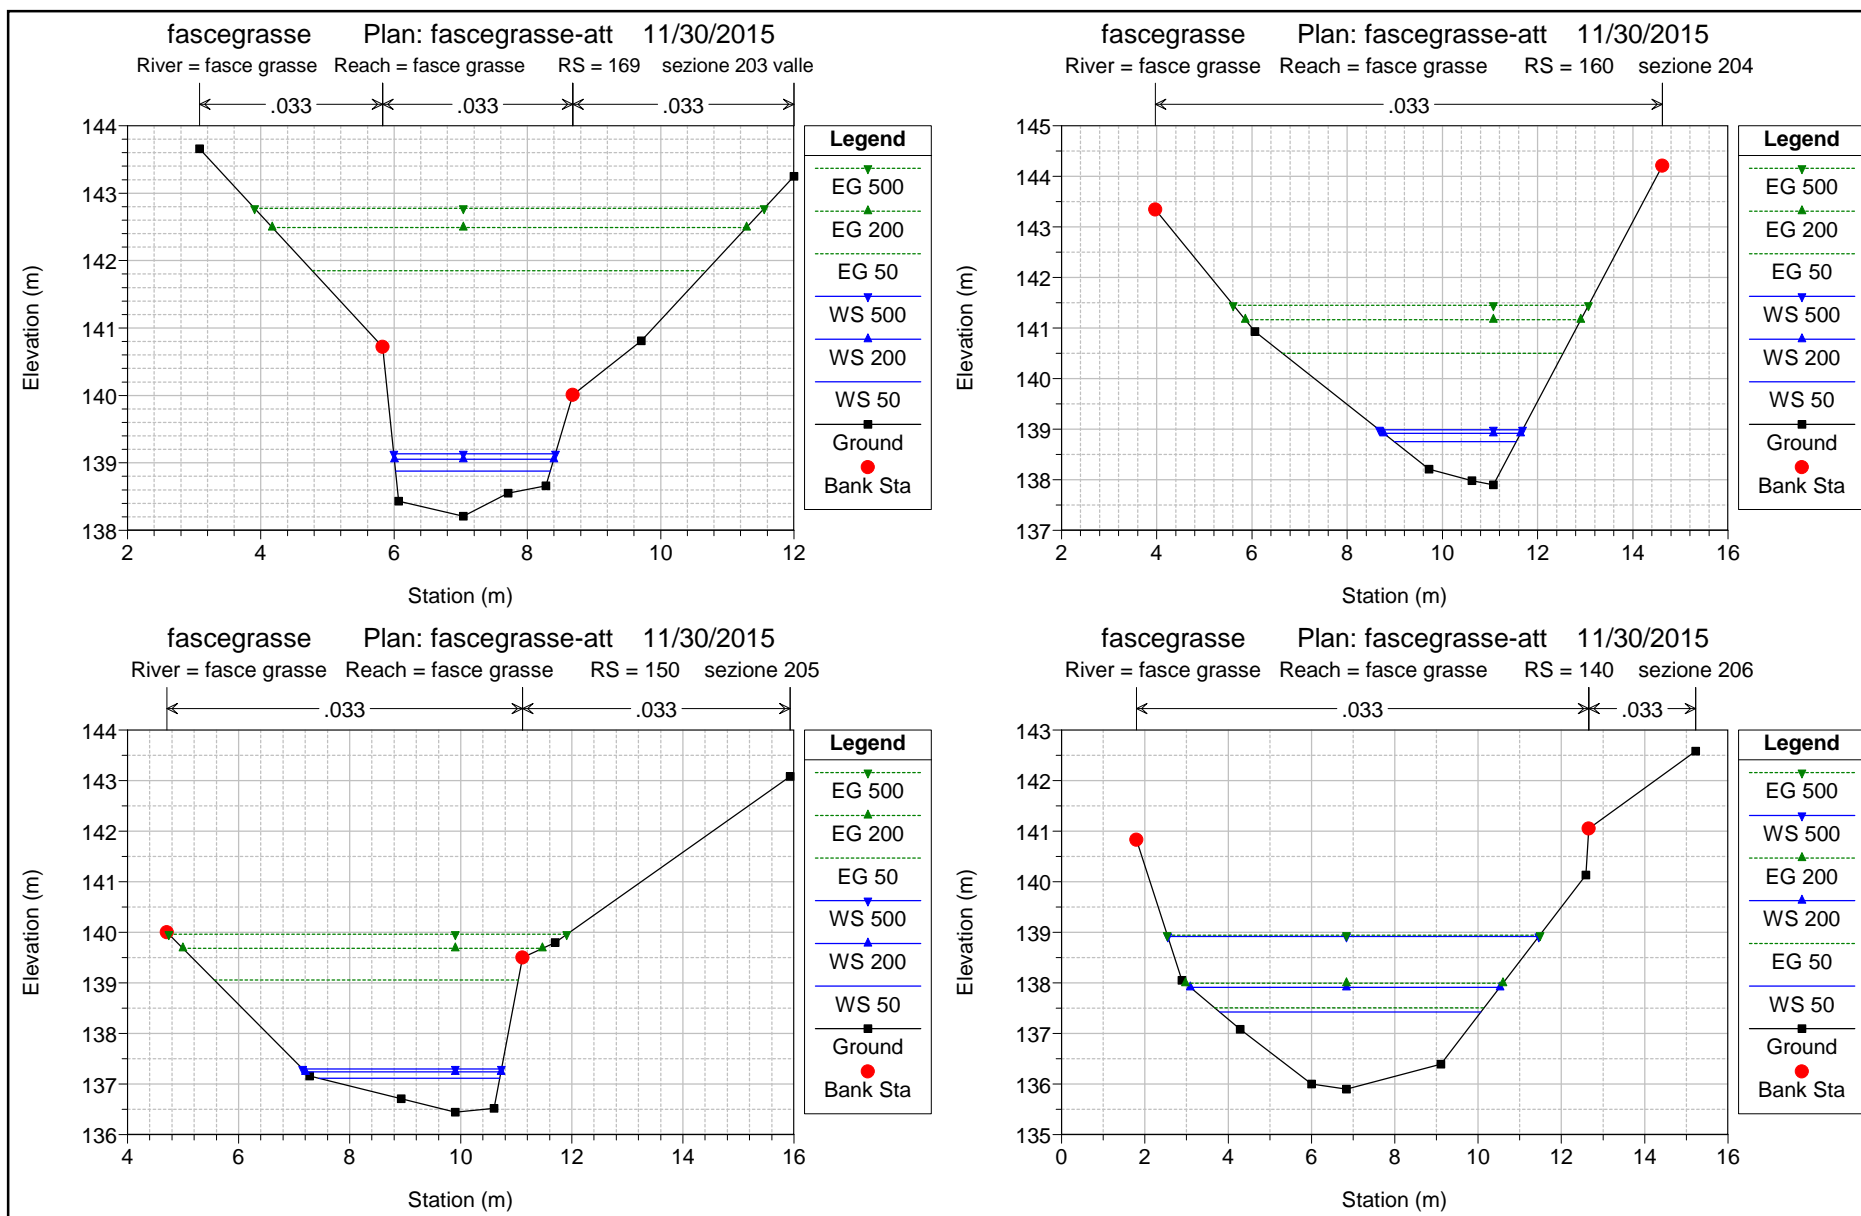 fascegrasse Plan: fascegrasse-att 11/30/2015
River = fasce grasse Reach = fasce grasse RS = 169 sezione 203 valle
.033 .033 .033
144
143
142
141
140
139
138
2 4 6 8 10 12
Elevation (m)
Station (m)
Legend
EG 500
EG 200
EG 50
WS 500
WS 200
WS 50
Ground
Bank Sta
fascegrasse Plan: fascegrasse-att 11/30/2015
River = fasce grasse Reach = fasce grasse RS = 160 sezione 204
.033
145
144
143
142
141
140
139
138
137
2 4 6 8 10 12 14 16
Elevation (m)
Station (m)
Legend
EG 500
EG 200
EG 50
WS 500
WS 200
WS 50
Ground
Bank Sta
fascegrasse Plan: fascegrasse-att 11/30/2015
River = fasce grasse Reach = fasce grasse RS = 150 sezione 205
.033 .033
144
143
142
141
140
139
138
137
136
4 6 8 10 12 14 16
Elevation (m)
Station (m)
Legend
EG 500
EG 200
EG 50
WS 500
WS 200
WS 50
Ground
Bank Sta
fascegrasse Plan: fascegrasse-att 11/30/2015
River = fasce grasse Reach = fasce grasse RS = 140 sezione 206
.033 .033
143
142
141
140
139
138
137
136
135
0 2 4 6 8 10 12 14 16
Elevation (m)
Station (m)
Legend
EG 500
WS 500
EG 200
WS 200
EG 50
WS 50
Ground
Bank Sta